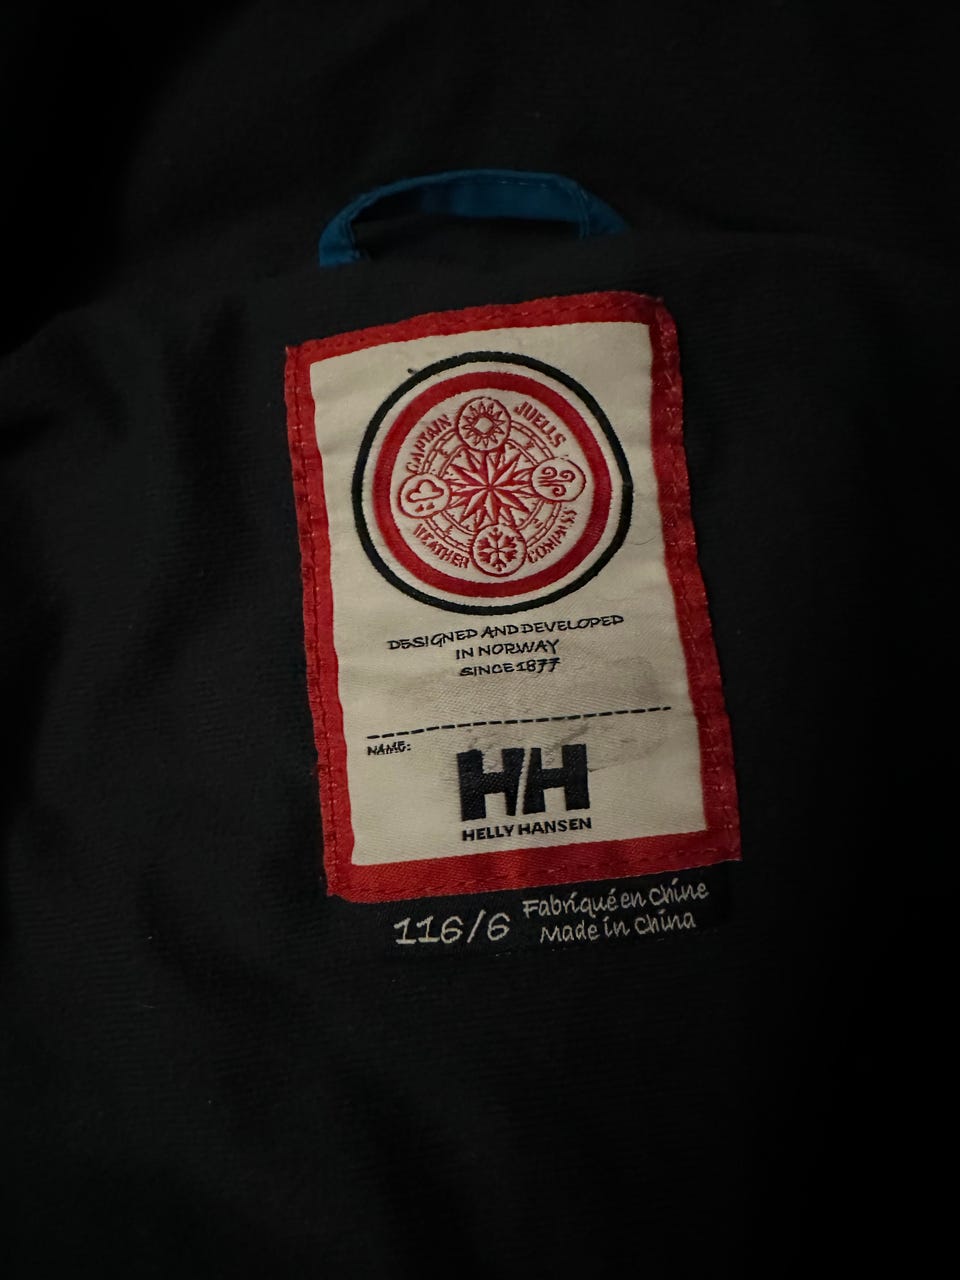 CAPTAIN JUELLS
WEATHER COMPASS
DESIGNED AND DEVELOPED
IN NORWAY
SINCE 1877
NAME:
HH
HELLY HANSEN
116/6
Fabriqué en Chine
Made in China